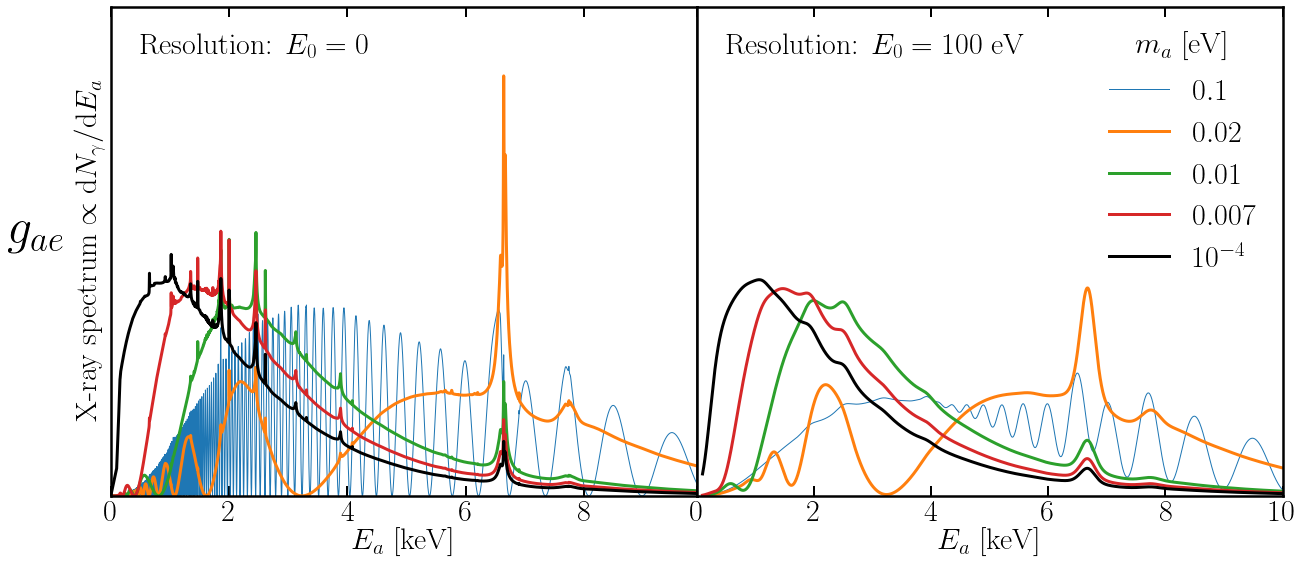 g_{ae}
X-ray spectrum ∝ dN_γ/dE_a
Resolution: E_0 = 0
0 2 4 6 8
E_a [keV]
Resolution: E_0 = 100 eV
m_a [eV]
0.1
0.02
0.01
0.007
10^{-4}
0 2 4 6 8 10
E_a [keV]